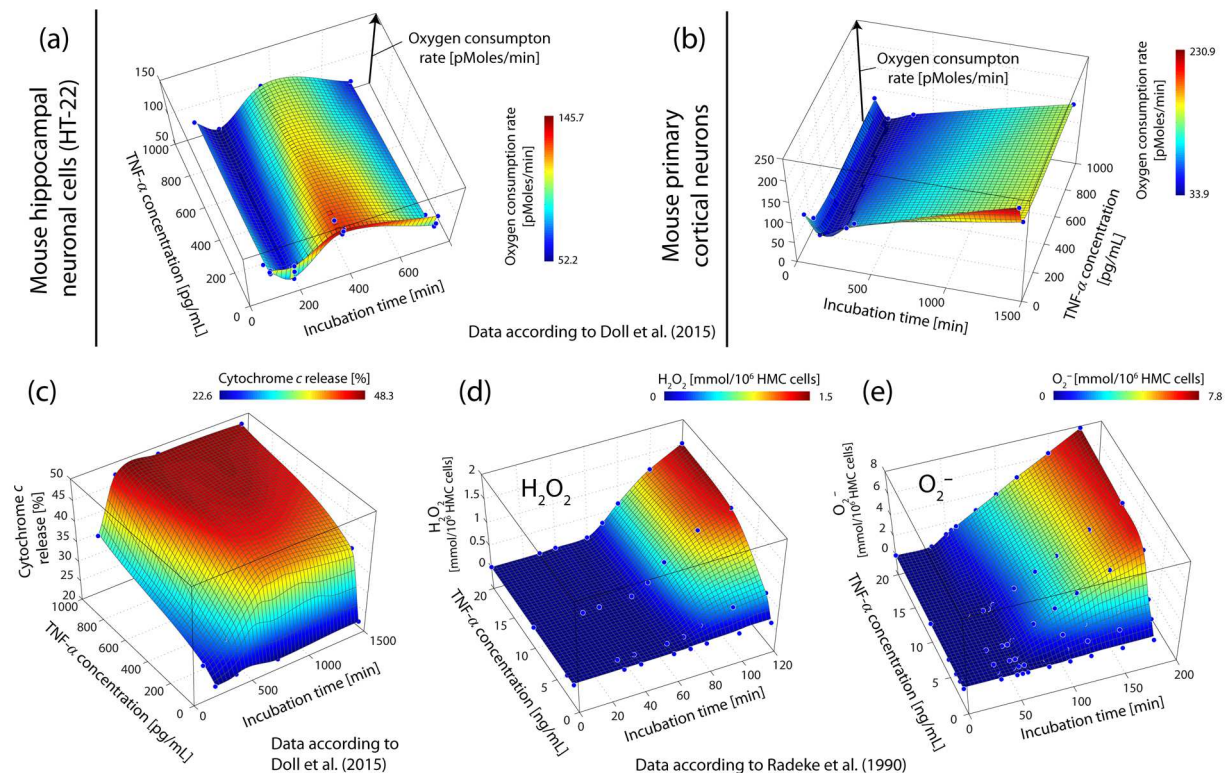 (a)
Mouse hippocampal
neuronal cells (HT-22)
Oxygen consumpton
rate [pMoles/min]
150
100
50
1000
800
600
400
200
0
TNF-α concentration [pg/mL]
0
200
400
600
Incubation time [min]
Oxygen consumption rate
[pMoles/min]
145.7
52.2
Data according to Doll et al. (2015)
(b)
Mouse primary
cortical neurons
Oxygen consumpton
rate [pMoles/min]
250
200
150
100
50
0
0
500
1000
1500
Incubation time [min]
1000
800
600
400
200
0
TNF-α concentration
[pg/mL]
Oxygen consumption rate
[pMoles/min]
230.9
33.9
(c)
Cytochrome c release [%]
22.6
48.3
50
45
40
35
30
25
20
Cytochrome c
release [%]
1000
800
600
400
200
0
TNF-α concentration [pg/mL]
0
500
1000
1500
Incubation time [min]
Data according to
Doll et al. (2015)
(d)
H₂O₂ [mmol/10⁶ HMC cells]
0
1.5
H₂O₂
2
1.5
1
0.5
0
H₂O₂
[mmol/10⁶ HMC cells]
20
15
10
5
0
TNF-α concentration [ng/mL]
0
20
40
60
80
100
120
Incubation time [min]
(e)
O₂⁻ [mmol/10⁶ HMC cells]
0
7.8
O₂⁻
8
6
4
2
0
O₂⁻
[mmol/10⁶ HMC cells]
20
15
10
5
0
TNF-α concentration [ng/mL]
0
50
100
150
200
Incubation time [min]
Data according to Radeke et al. (1990)